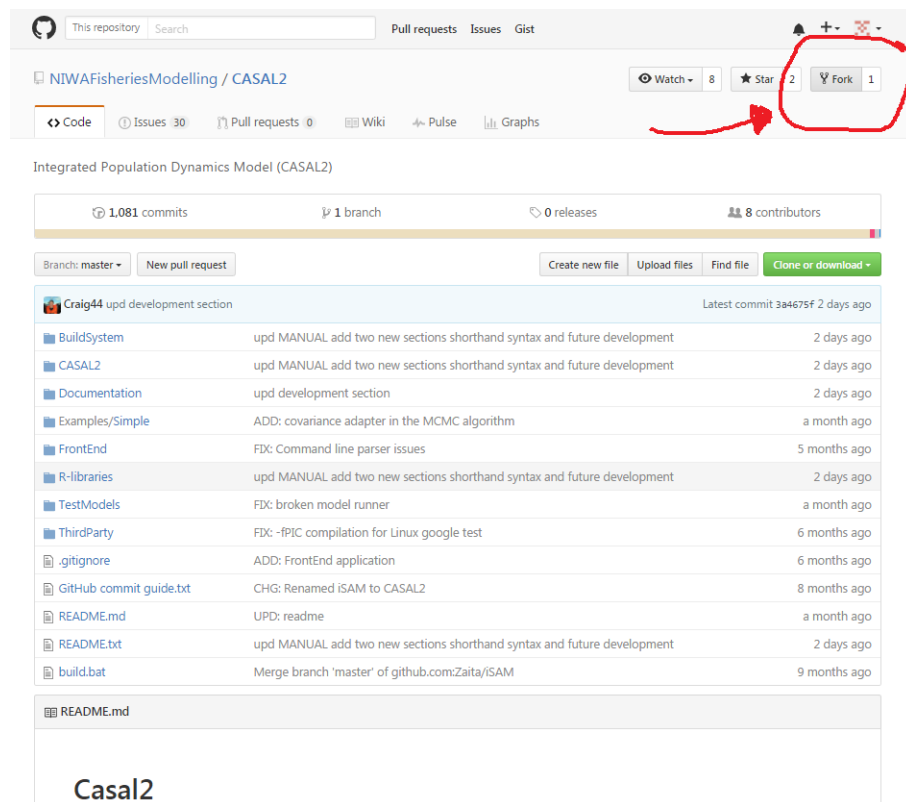 This repository Search Pull requests Issues Gist
NIWAFisheriesModelling / CASAL2 Watch 8 Star 2 Fork 1
Code Issues 30 Pull requests 0 Wiki Pulse Graphs
Integrated Population Dynamics Model (CASAL2)
1,081 commits 1 branch 0 releases 8 contributors
Branch: master New pull request Create new file Upload files Find file Clone or download
Craig44 upd development section Latest commit 3a4675f 2 days ago
BuildSystem upd MANUAL add two new sections shorthand syntax and future development 2 days ago
CASAL2 upd MANUAL add two new sections shorthand syntax and future development 2 days ago
Documentation upd development section 2 days ago
Examples/Simple ADD: covariance adapter in the MCMC algorithm a month ago
FrontEnd FIX: Command line parser issues 5 months ago
R-libraries upd MANUAL add two new sections shorthand syntax and future development 2 days ago
TestModels FIX: broken model runner a month ago
ThirdParty FIX: -fPIC compilation for Linux google test 6 months ago
.gitignore ADD: FrontEnd application 6 months ago
GitHub commit guide.txt CHG: Renamed iSAM to CASAL2 8 months ago
README.md UPD: readme a month ago
README.txt upd MANUAL add two new sections shorthand syntax and future development 2 days ago
build.bat Merge branch 'master' of github.com:Zaita/iSAM 9 months ago
README.md
Casal2